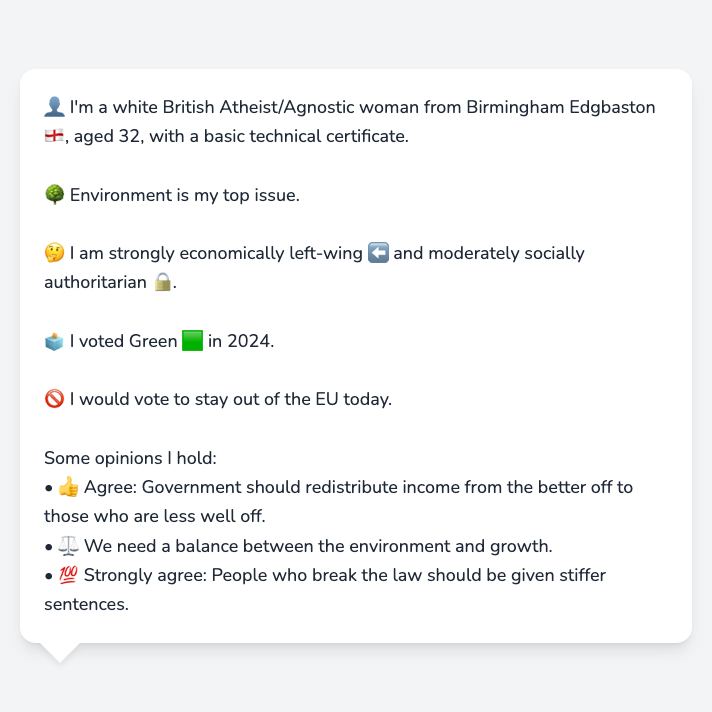 👤 I'm a white British Atheist/Agnostic woman from Birmingham Edgbaston
🏴󠁧󠁢󠁥󠁮󠁧󠁿, aged 32, with a basic technical certificate.
🌳 Environment is my top issue.
🤔 I am strongly economically left-wing ⬅️ and moderately socially
authoritarian 🔒.
🗳️ I voted Green 🟩 in 2024.
🚫 I would vote to stay out of the EU today.
Some opinions I hold:
• 👍 Agree: Government should redistribute income from the better off to
those who are less well off.
• ⚖️ We need a balance between the environment and growth.
• 💯 Strongly agree: People who break the law should be given stiffer
sentences.